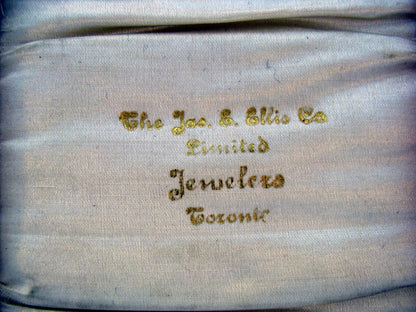 The Jas. E. Ellis Co
Limited
Jewelers
Toronto